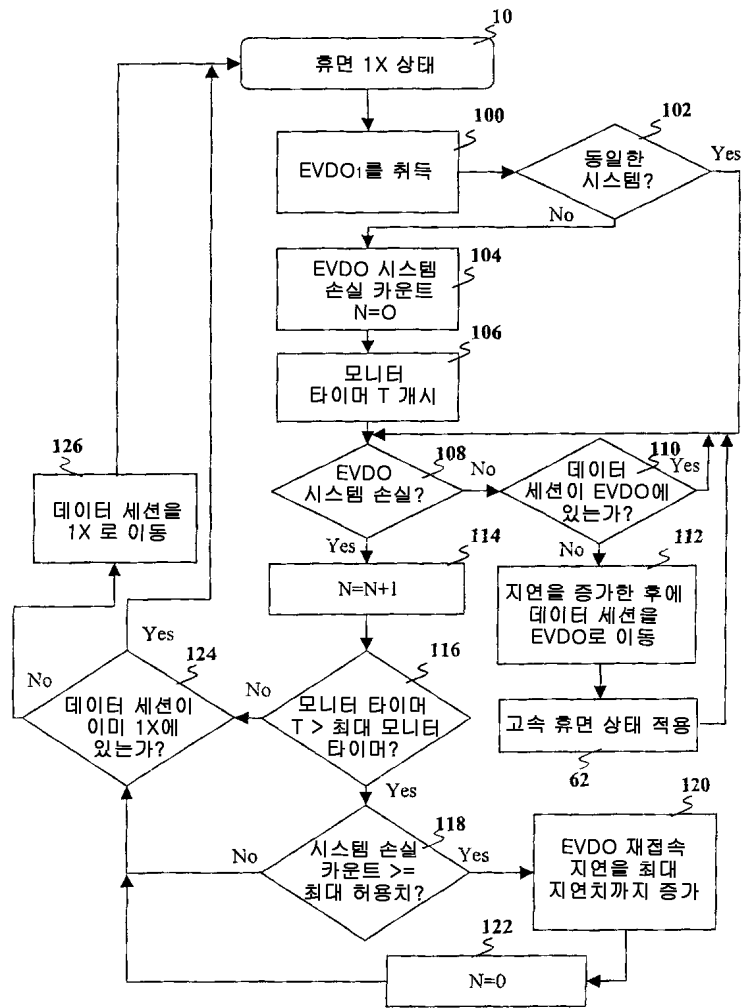 10
휴면 1X 상태
100
EVDO₁를 취득
102
동일한
시스템?
Yes
No
104
EVDO 시스템
손실 카운트
N=0
106
모니터
타이머 T 개시
108
EVDO
시스템 손실?
No
110
데이터
세션이 EVDO에
있는가?
Yes
126
데이터 세션을
1X 로 이동
Yes
114
N=N+1
No
112
지연을 증가한 후에
데이터 세션을
EVDO로 이동
Yes
No
124
데이터 세션이
이미 1X에
있는가?
No
116
모니터 타이머
T > 최대 모니터
타이머?
고속 휴면 상태 적용
62
Yes
118
No
시스템 손실
카운트 >=
최대 허용치?
Yes
120
EVDO 재접속
지연을 최대
지연치까지 증가
122
N=0